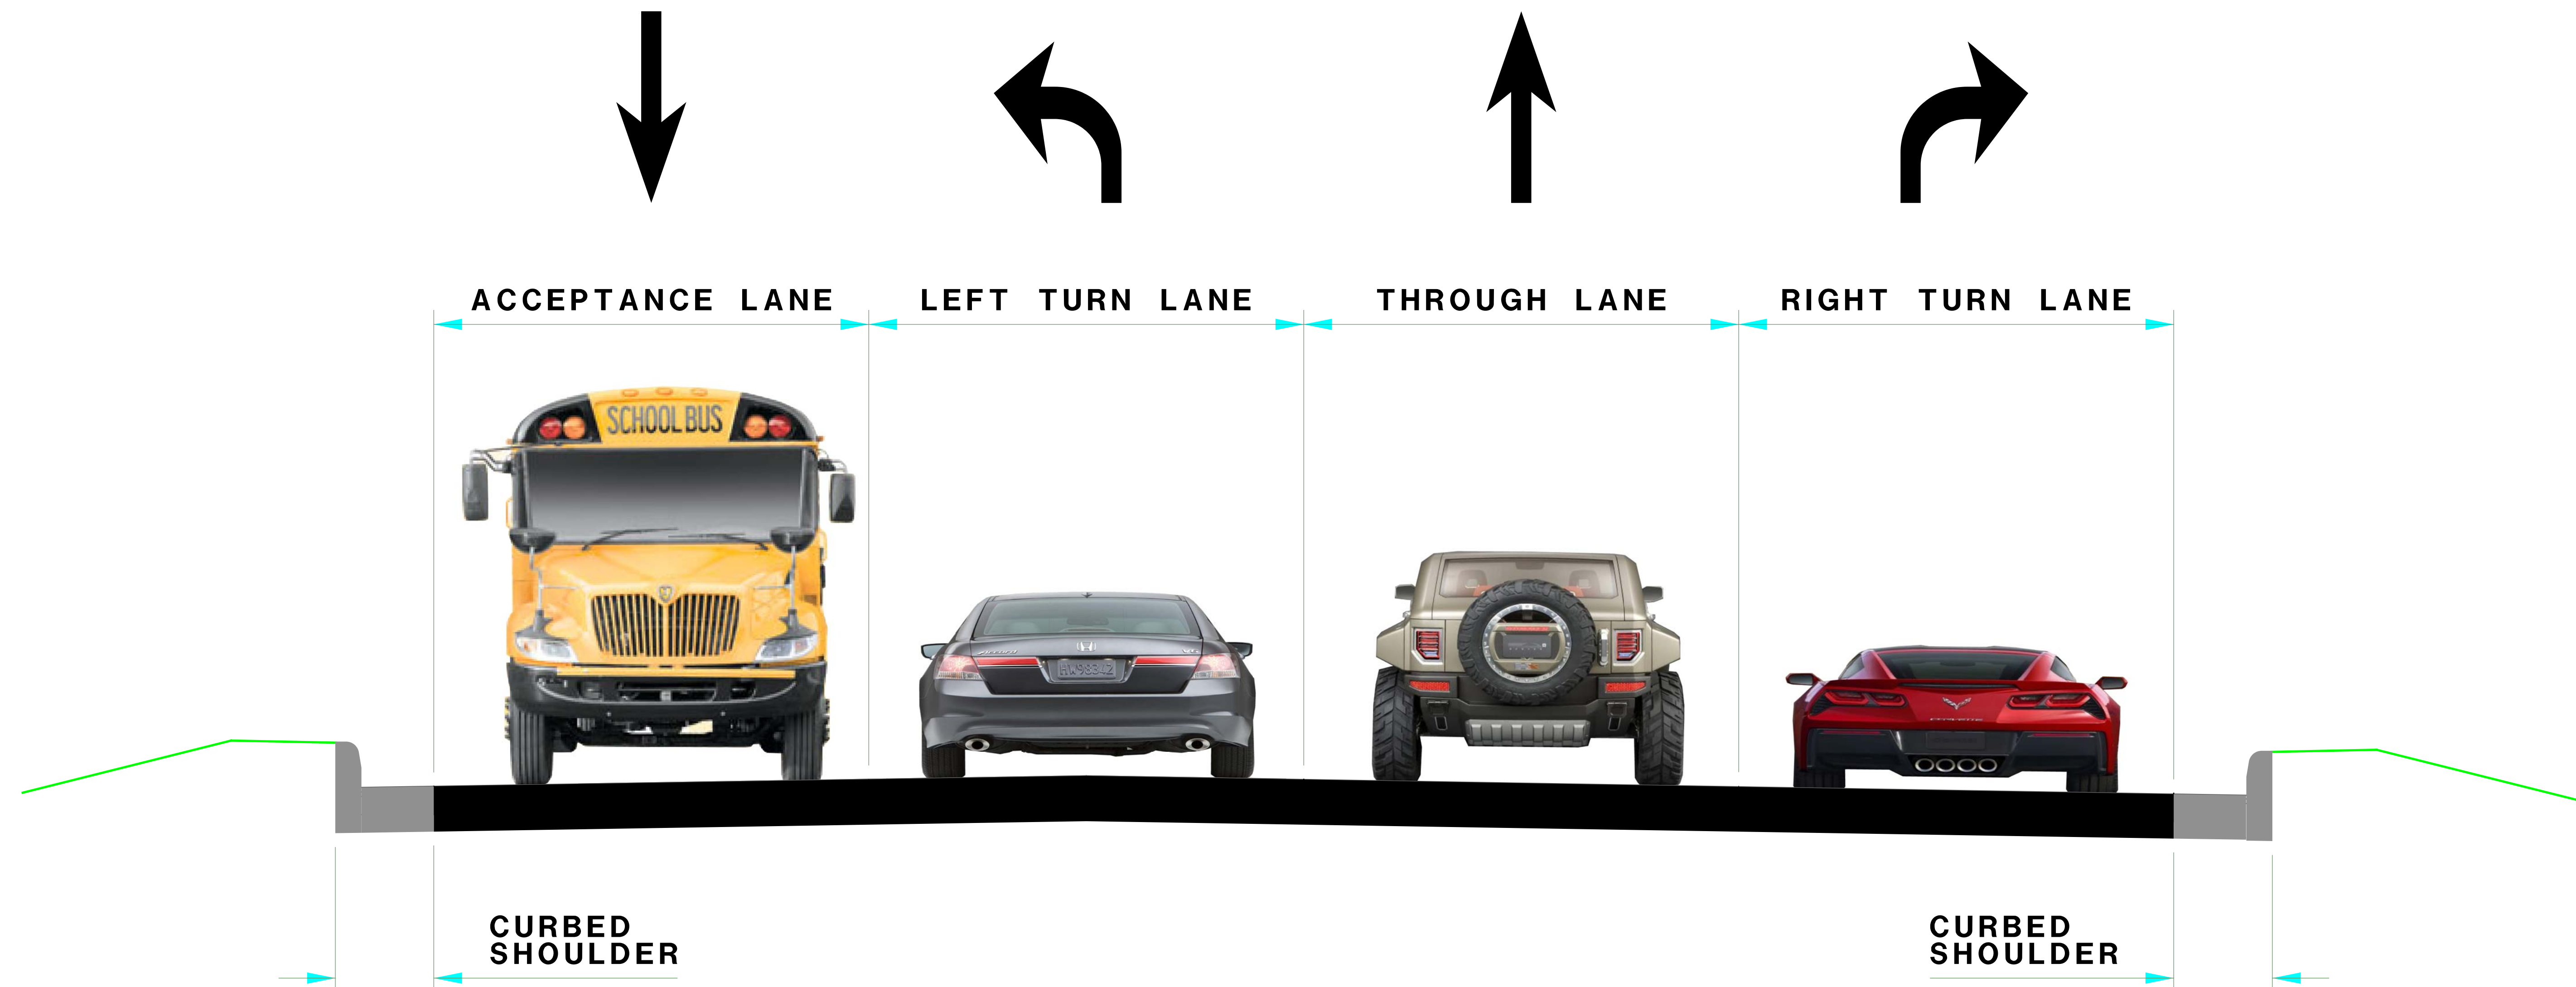 ACCEPTANCE LANE
LEFT TURN LANE
THROUGH LANE
RIGHT TURN LANE
SCHOOL BUS
CURBED
SHOULDER
CURBED
SHOULDER